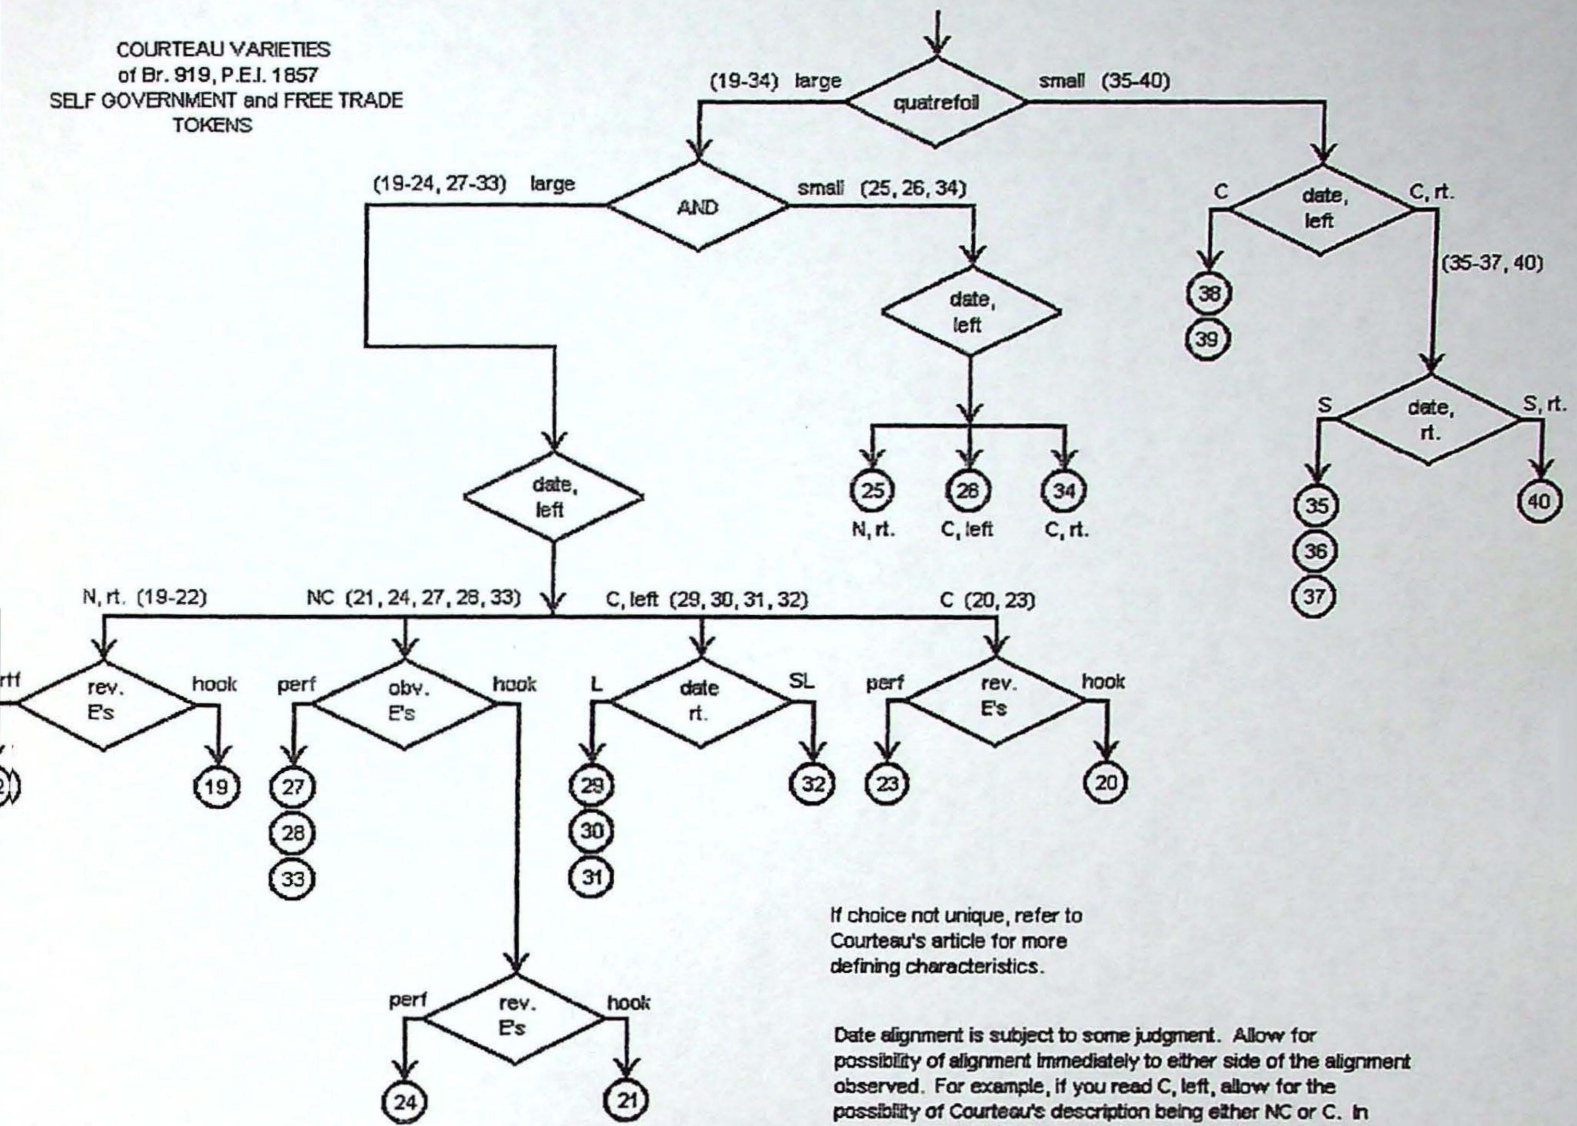 COURTEAU VARIETIES
of Br. 919, P.E.I. 1857
SELF GOVERNMENT and FREE TRADE
TOKENS
(19-34) large
quatrefoil
small (35-40)
(19-24, 27-33) large
AND
small (25, 26, 34)
C
date,
left
C, rt.
(35-37, 40)
38
39
date,
left
S
date,
rt.
S, rt.
25
26
34
N, rt.
C, left
C, rt.
35
36
37
40
date,
left
N, rt. (19-22)
NC (21, 24, 27, 28, 33)
C, left (29, 30, 31, 32)
C (20, 23)
rev.
E's
hook
19
perf
obv.
E's
hook
27
28
33
L
date
rt.
SL
29
30
31
32
perf
rev.
E's
hook
23
20
perf
rev.
E's
hook
24
21
If choice not unique, refer to
Courteau's article for more
defining characteristics.
Date alignment is subject to some judgment. Allow for
possibility of alignment immediately to either side of the alignment
observed. For example, if you read C, left, allow for the
possibility of Courteau's description being either NC or C. In